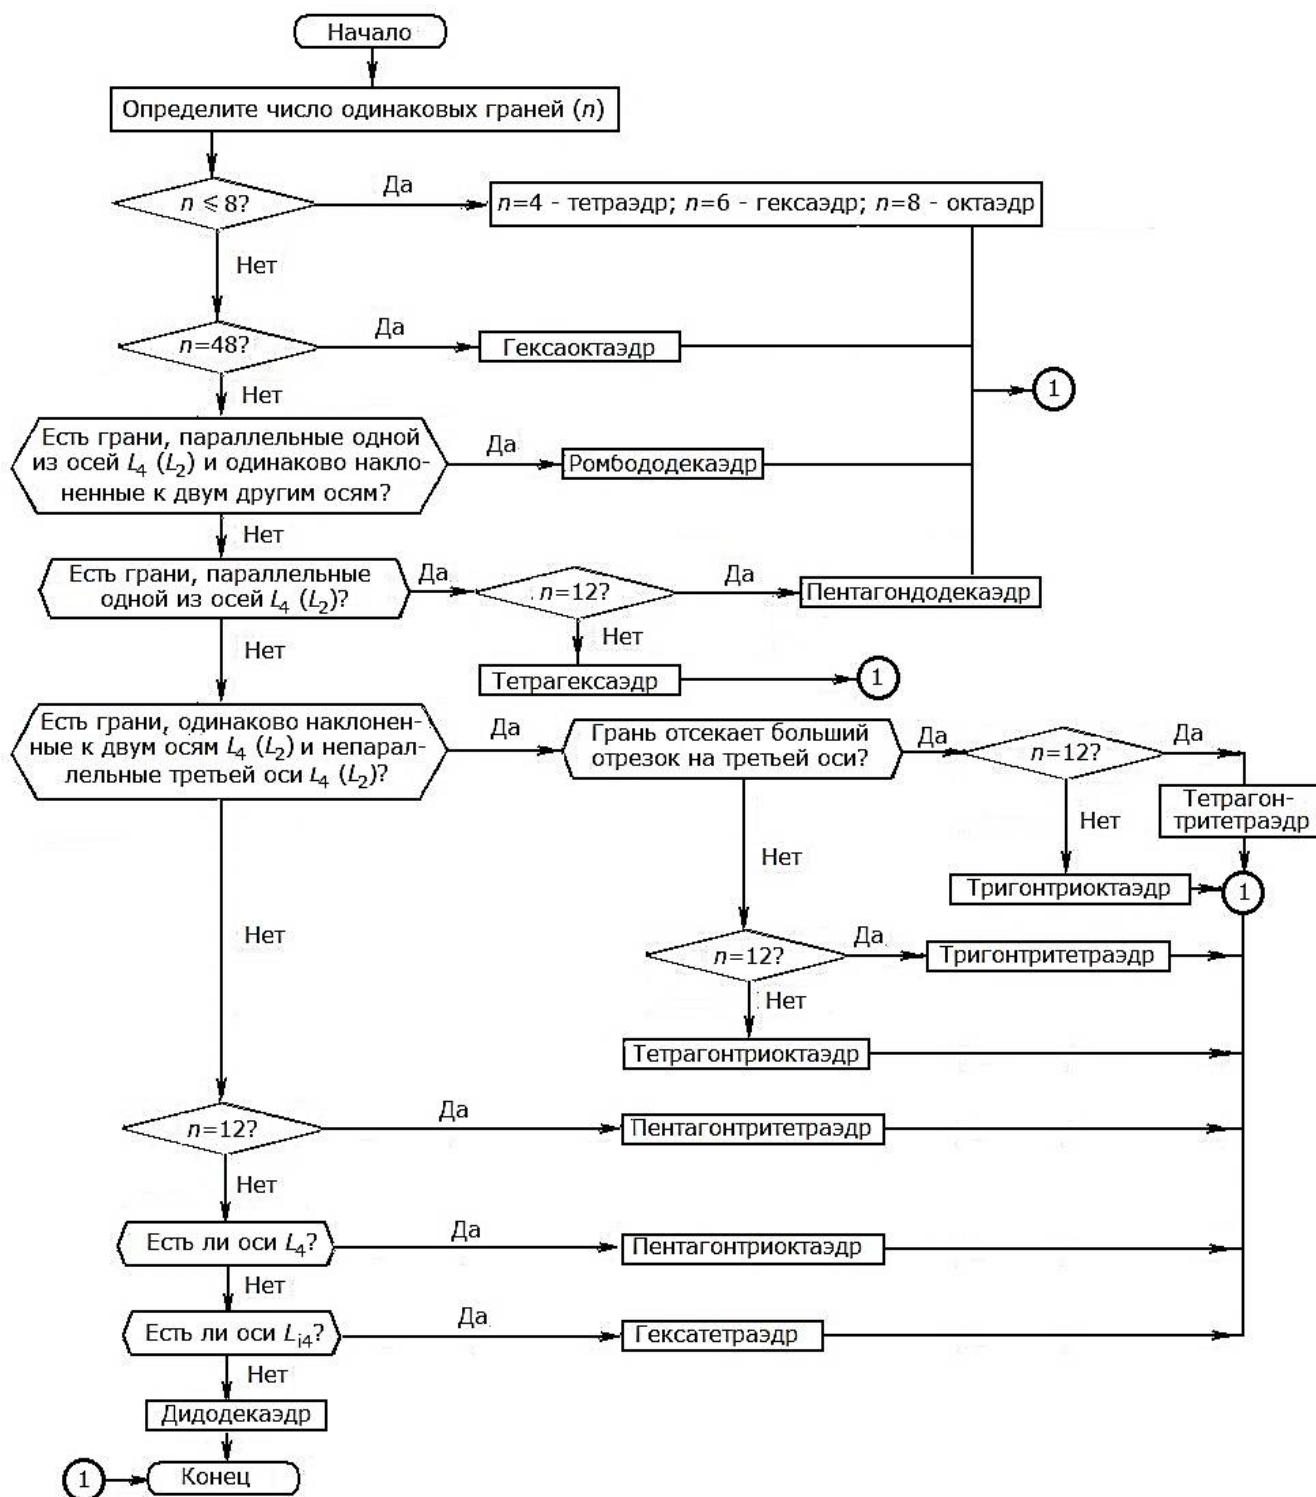 Начало
Определите число одинаковых граней (n)
n ⩽ 8?
Да
n=4 - тетраэдр; n=6 - гексаэдр; n=8 - октаэдр
Нет
n=48?
Да
Гексаоктаэдр
1
Нет
Есть грани, параллельные одной
из осей L4 (L2) и одинаково накло-
ненные к двум другим осям?
Да
Ромбододекаэдр
Нет
Есть грани, параллельные
одной из осей L4 (L2)?
Да
n=12?
Да
Пентагондодекаэдр
Нет
Тетрагексаэдр
1
Нет
Есть грани, одинаково наклонен-
ные к двум осям L4 (L2) и непарал-
лельные третьей оси L4 (L2)?
Да
Грань отсекает больший
отрезок на третьей оси?
Да
n=12?
Да
Тетрагон-
тритетраэдр
Нет
Тригонтриоктаэдр
1
Нет
n=12?
Да
Тригонтритетраэдр
Нет
Тетрагонтриоктаэдр
Нет
n=12?
Да
Пентагонтритетраэдр
Нет
Есть ли оси L4?
Да
Пентагонтриоктаэдр
Нет
Есть ли оси Li4?
Да
Гексатетраэдр
Нет
Дидодекаэдр
1
Конец